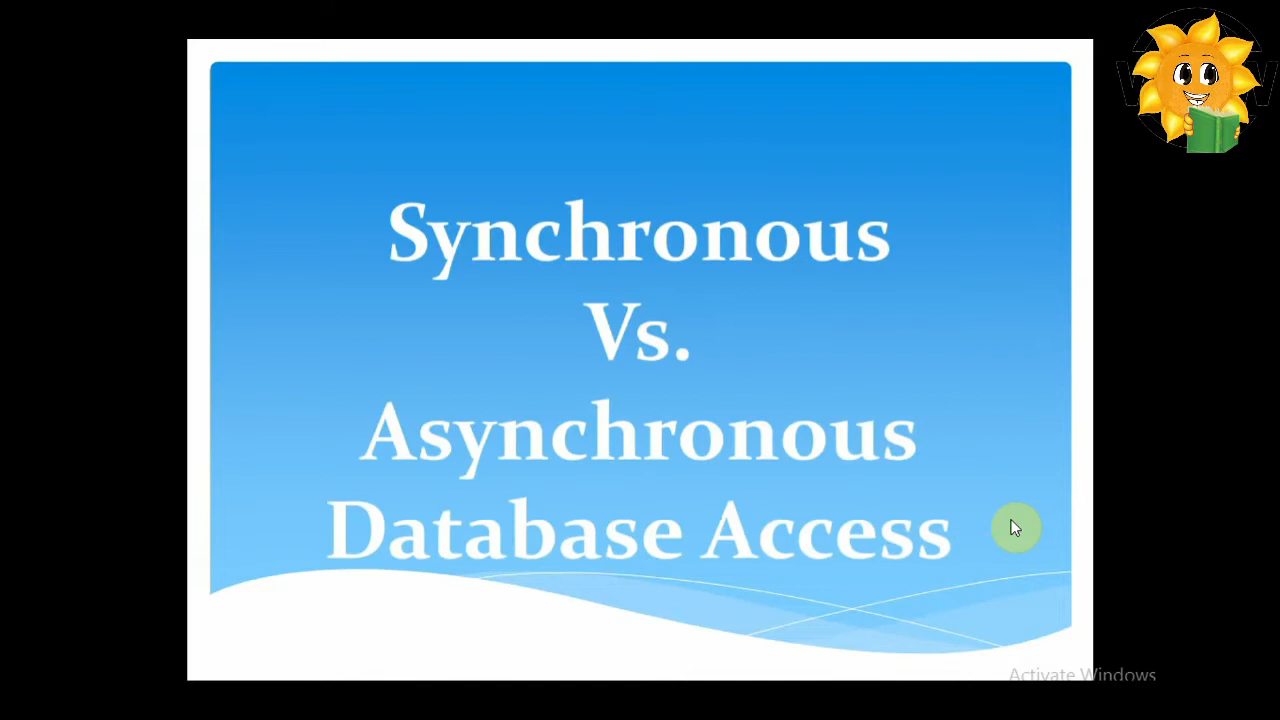 Synchronous
Vs.
Asynchronous
Database Access
Activate Windows